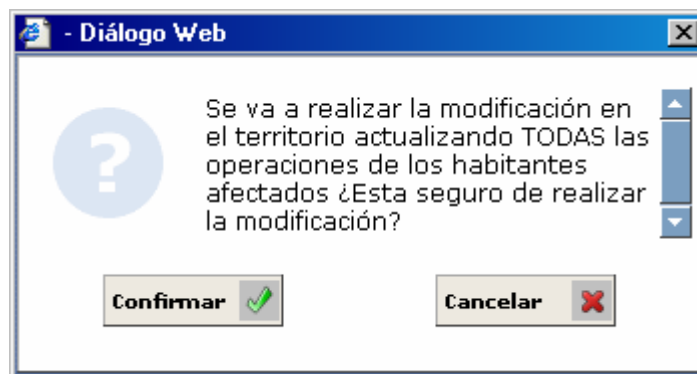 - Diálogo Web
Se va a realizar la modificación en
el territorio actualizando TODAS las
operaciones de los habitantes
afectados ¿Esta seguro de realizar
la modificación?
Confirmar
Cancelar